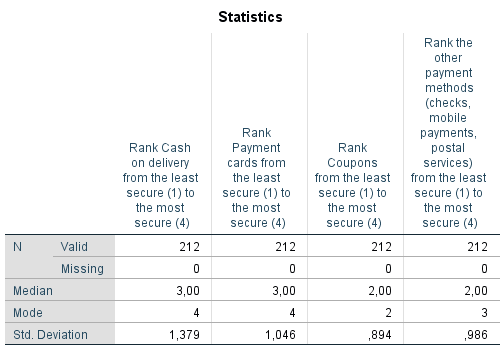 Statistics
Rank Cash on delivery from the least secure (1) to the most secure (4)
Rank Payment cards from the least secure (1) to the most secure (4)
Rank Coupons from the least secure (1) to the most secure (4)
Rank the other payment methods (checks, mobile payments, postal services) from the least secure (1) to the most secure (4)
N Valid 212 212 212 212
Missing 0 0 0 0
Median 3,00 3,00 2,00 2,00
Mode 4 4 2 3
Std. Deviation 1,379 1,046 ,894 ,986